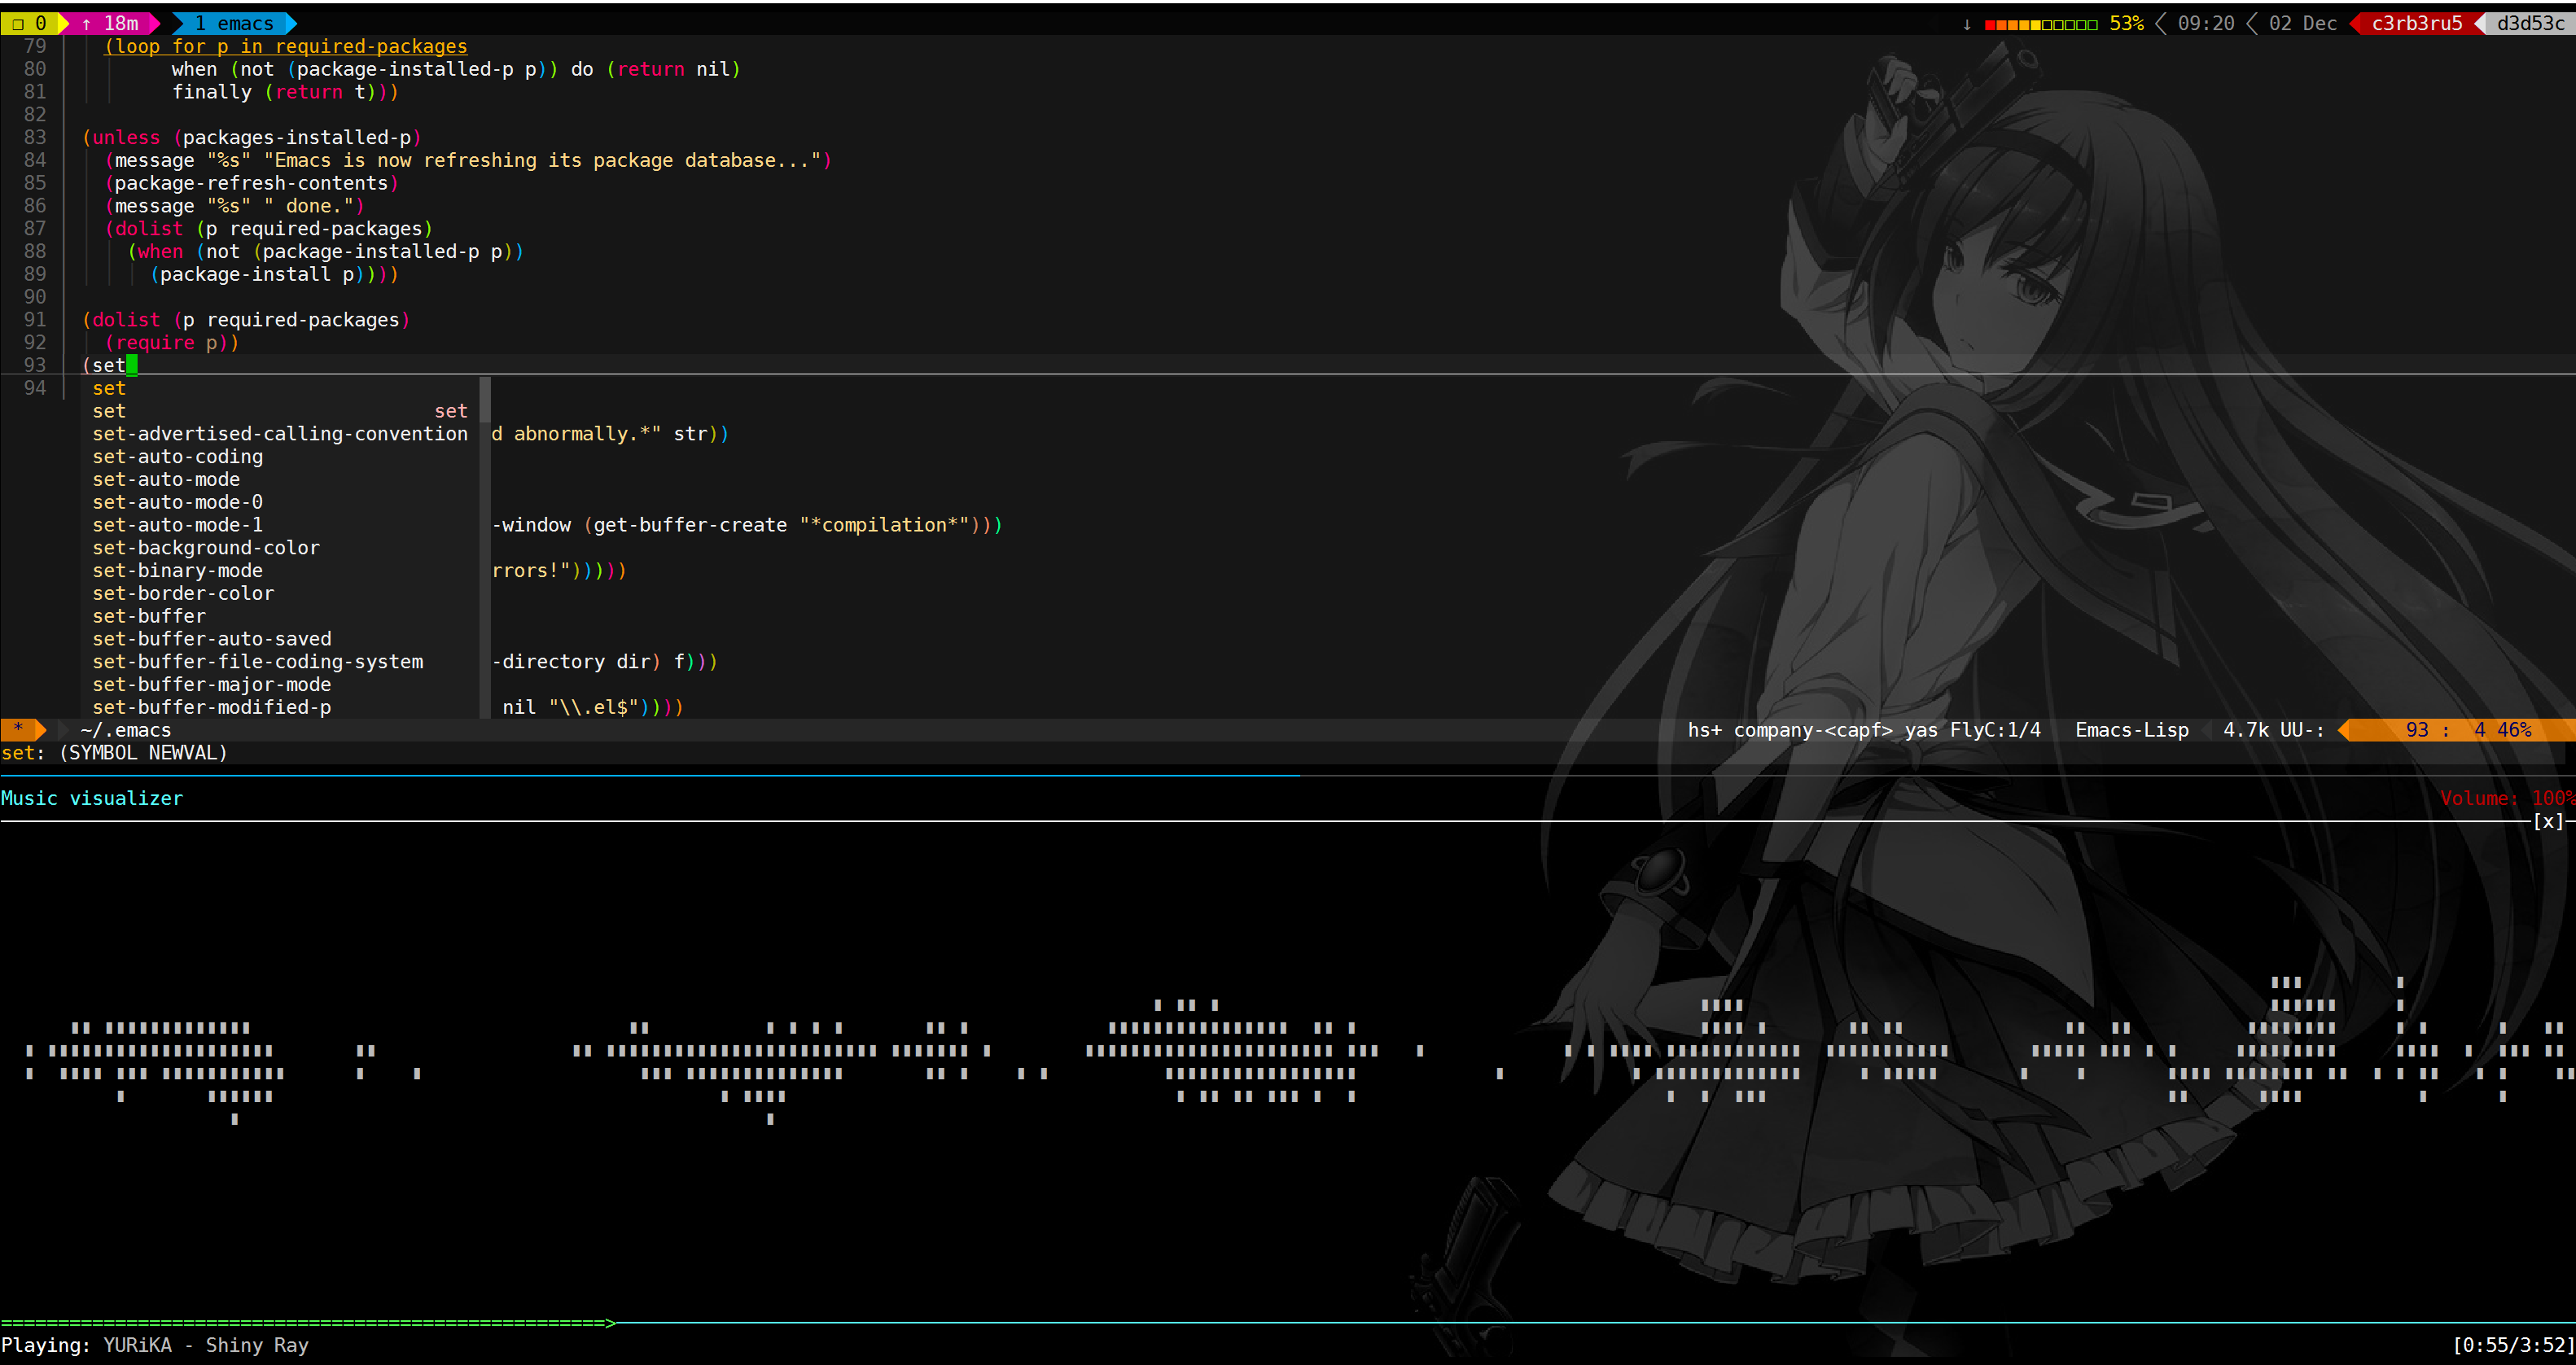 ❐ 0 ↑ 18m 1 emacs ↓ 53% 09:20 02 Dec c3rb3ru5 d3d53c
79 (loop for p in required-packages
80 when (not (package-installed-p p)) do (return nil)
81 finally (return t)))
82
83 (unless (packages-installed-p)
84 (message "%s" "Emacs is now refreshing its package database...")
85 (package-refresh-contents)
86 (message "%s" " done.")
87 (dolist (p required-packages)
88 (when (not (package-installed-p p))
89 (package-install p))))
90
91 (dolist (p required-packages)
92 (require p))
93 (set
94 set
set set
set-advertised-calling-convention d abnormally.*" str))
set-auto-coding
set-auto-mode
set-auto-mode-0
set-auto-mode-1 -window (get-buffer-create "*compilation*")))
set-background-color
set-binary-mode rrors!")))))
set-border-color
set-buffer
set-buffer-auto-saved
set-buffer-file-coding-system -directory dir) f)))
set-buffer-major-mode
set-buffer-modified-p nil "\\.el$"))))
* ~/.emacs hs+ company-<capf> yas FlyC:1/4 Emacs-Lisp 4.7k UU-: 93 : 4 46%
set: (SYMBOL NEWVAL)
Music visualizer Volume: 100%
[x]
=====================================================>
Playing: YURiKA - Shiny Ray [0:55/3:52]